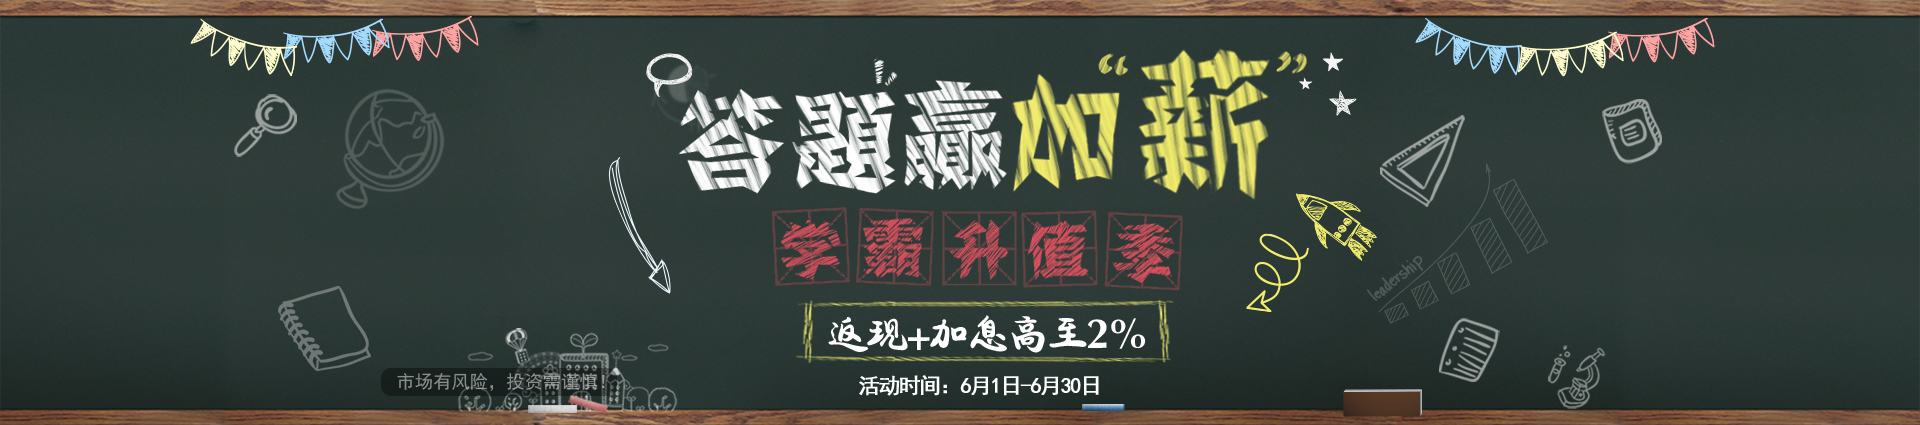 答题赢加“薪”
学霸升值季
返现+加息高至2%
活动时间：6月1日-6月30日
市场有风险，投资需谨慎！
leadership